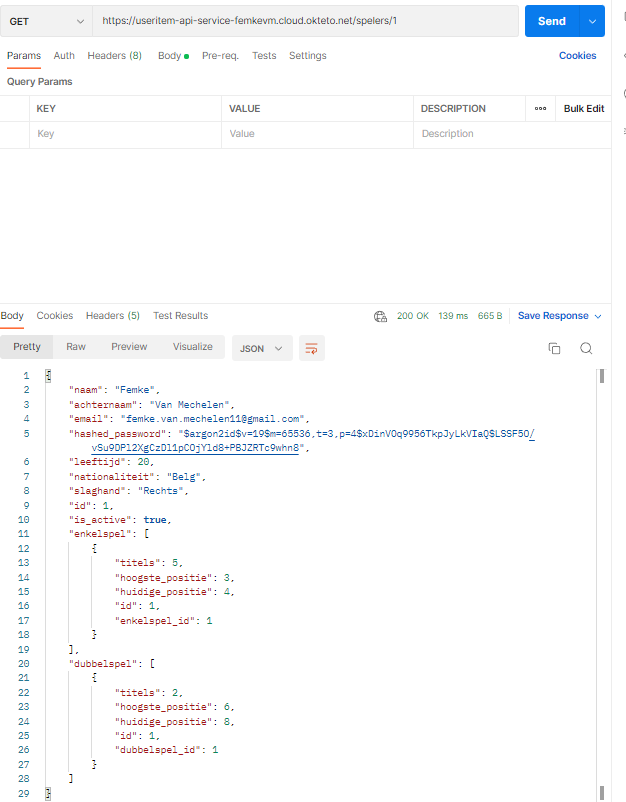 GET https://useritem-api-service-femkevm.cloud.okteto.net/spelers/1 Send
Params Auth Headers (8) Body Pre-req. Tests Settings Cookies
Query Params
KEY VALUE DESCRIPTION ooo Bulk Edit
Key Value Description
Body Cookies Headers (5) Test Results 200 OK 139 ms 665 B Save Response
Pretty Raw Preview Visualize JSON
1 {
2 "naam": "Femke",
3 "achternaam": "Van Mechelen",
4 "email": "femke.van.mechelen11@gmail.com",
5 "hashed_password": "$argon2id$v=19$m=65536,t=3,p=4$xDinVOq9956TkpJyLkVIaQ$LSSF5O/
vSu9DPl2XgCzDl1pCOjYld8+PBJZRTc9whn8",
6 "leeftijd": 20,
7 "nationaliteit": "Belg",
8 "slaghand": "Rechts",
9 "id": 1,
10 "is_active": true,
11 "enkelspel": [
12 {
13 "titels": 5,
14 "hoogste_positie": 3,
15 "huidige_positie": 4,
16 "id": 1,
17 "enkelspel_id": 1
18 }
19 ],
20 "dubbelspel": [
21 {
22 "titels": 2,
23 "hoogste_positie": 6,
24 "huidige_positie": 8,
25 "id": 1,
26 "dubbelspel_id": 1
27 }
28 ]
29 }